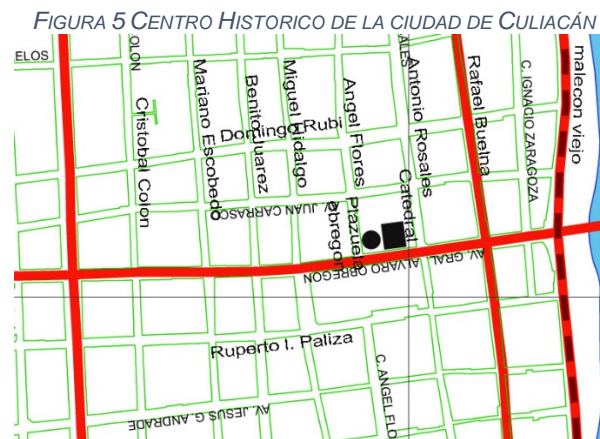 FIGURA 5 CENTRO HISTORICO DE LA CIUDAD DE CULIACÁN
ELOS
OLON
Cristobal Colon
Mariano Escobedo
Benito Juarez
Miguel Hidalgo
Domingo Rubi
Angel Flores
ALES
Antonio Rosales
Rafael Buelna
C. IGNACIO ZARAGOZA
malecon viejo
AV. JUAN CARRASCO
Plazuela
obregon
Catedral
AV. GRAL. ALVARO OBREGON
Ruperto l. Paliza
C. ANGEL FLO
AV. JESUS G. ANDRADE